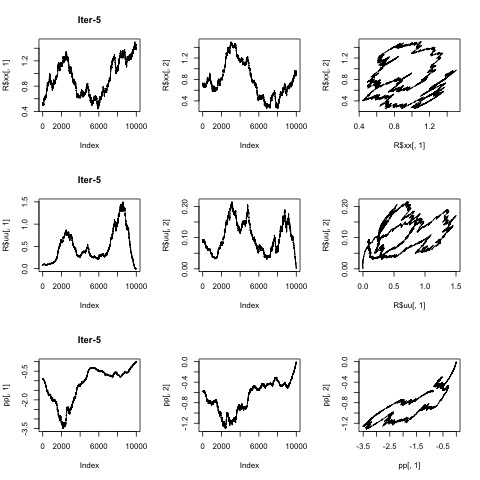 Iter-5
R$xx[, 1]
0.4 0.8 1.2
0 2000 6000 10000
Index
R$xx[, 2]
0.4 0.8 1.2
0 2000 6000 10000
Index
R$xx[, 2]
0.4 0.8 1.2
0.4 0.8 1.2
R$xx[, 1]
Iter-5
R$uu[, 1]
0.0 0.5 1.0 1.5
0 2000 6000 10000
Index
R$uu[, 2]
0.00 0.10 0.20
0 2000 6000 10000
Index
R$uu[, 2]
0.00 0.10 0.20
0.0 0.5 1.0 1.5
R$uu[, 1]
Iter-5
pp[, 1]
-3.5 -2.0 -0.5
0 2000 6000 10000
Index
pp[, 2]
-1.2 -0.8 -0.4 0.0
0 2000 6000 10000
Index
pp[, 2]
-1.2 -0.8 -0.4 0.0
-3.5 -2.5 -1.5 -0.5
pp[, 1]